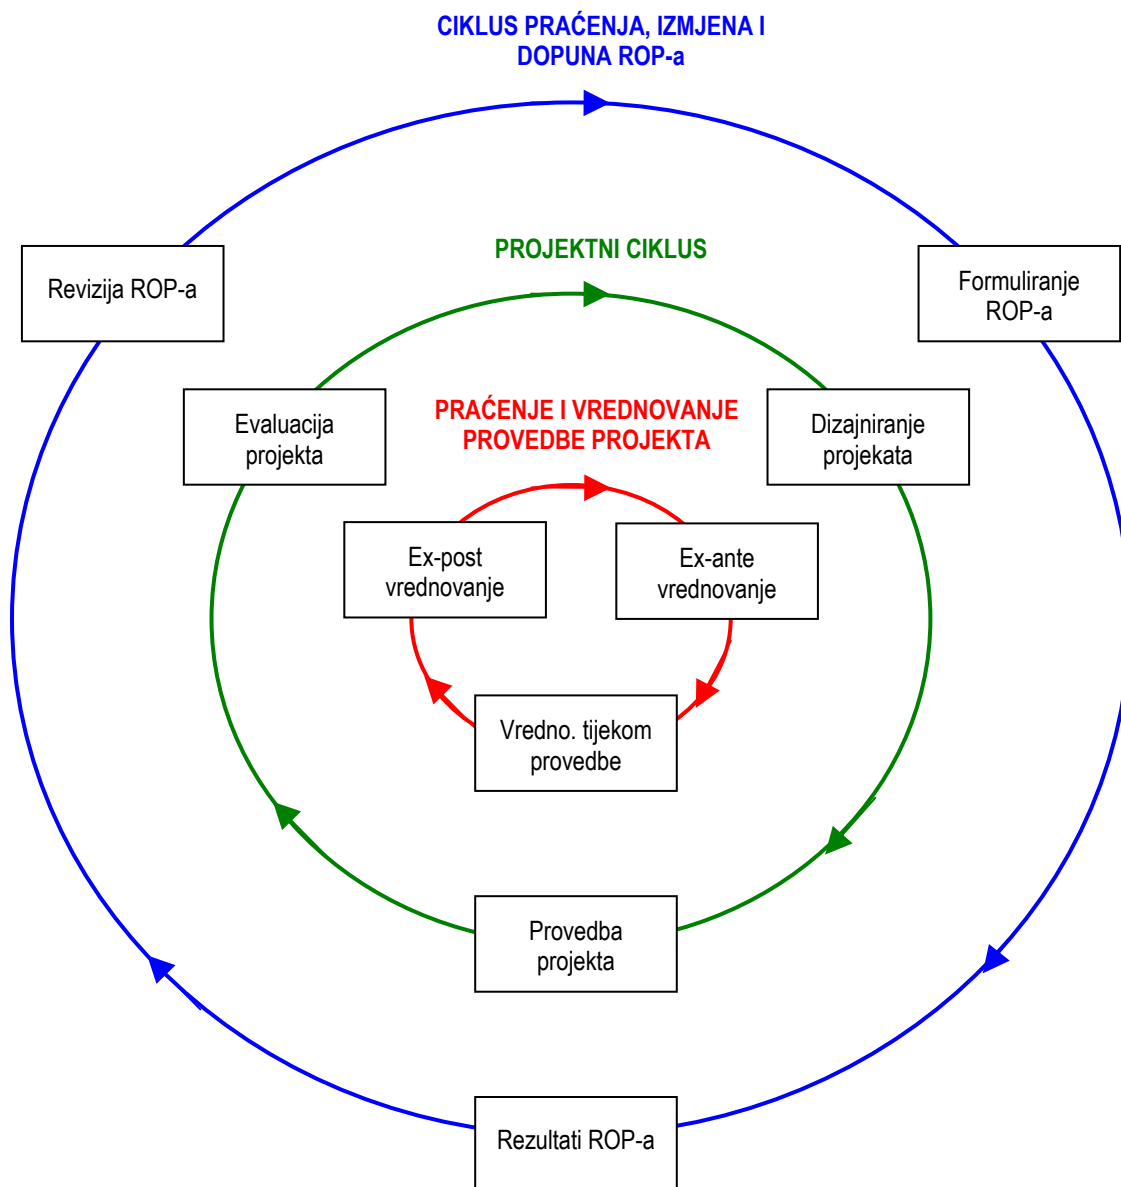 CIKLUS PRAĆENJA, IZMJENA I
DOPUNA ROP-a
PROJEKTNI CIKLUS
Revizija ROP-a
Formuliranje
ROP-a
Evaluacija
projekta
PRAĆENJE I VREDNOVANJE
PROVEDBE PROJEKTA
Dizajniranje
projekata
Ex-post
vrednovanje
Ex-ante
vrednovanje
Vredno. tijekom
provedbe
Provedba
projekta
Rezultati ROP-a